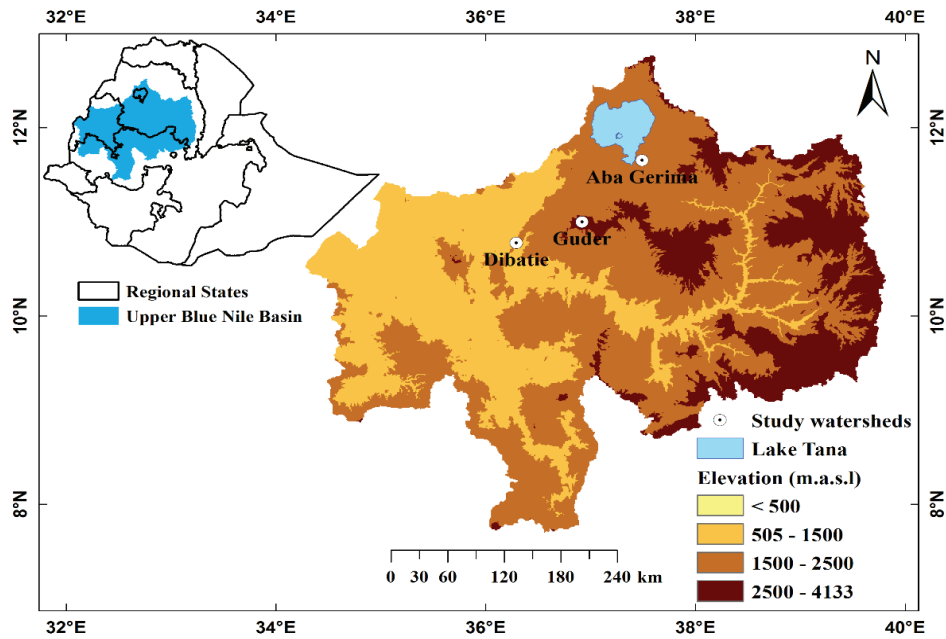 32°E 34°E 36°E 38°E 40°E
N
12°N
12°N
Aba Gerima
Guder
Dibatie
Regional States
Upper Blue Nile Basin
10°N
10°N
Study watersheds
Lake Tana
Elevation (m.a.s.l)
< 500
505 - 1500
1500 - 2500
2500 - 4133
8°N
8°N
0 30 60 120 180 240 km
32°E 34°E 36°E 38°E 40°E